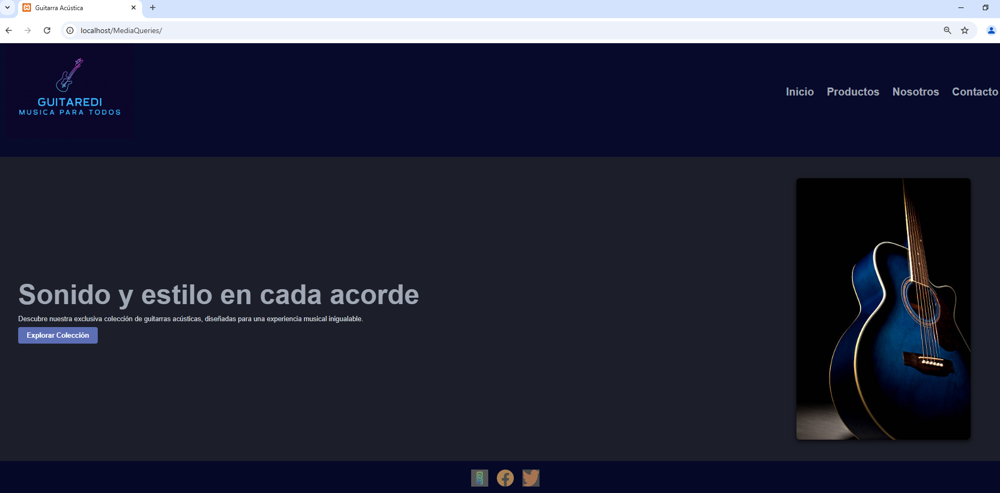 Guitarra Acústica
localhost/MediaQueries/
GUITAREDI
MUSICA PARA TODOS
Inicio Productos Nosotros Contacto
Sonido y estilo en cada acorde
Descubre nuestra exclusiva colección de guitarras acústicas, diseñadas para una experiencia musical inigualable.
Explorar Colección